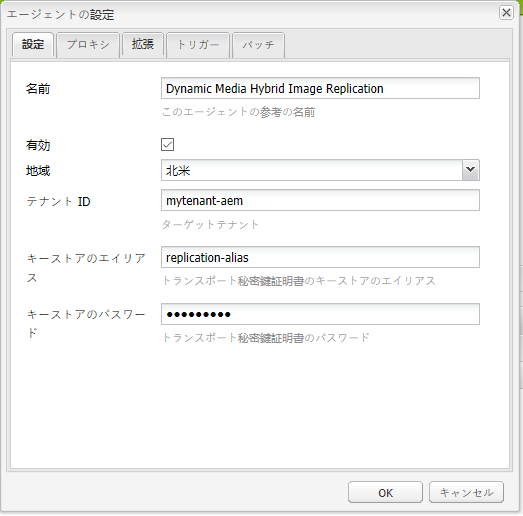 エージェントの設定
設定 プロキシ 拡張 トリガー バッチ
名前 Dynamic Media Hybrid Image Replication
このエージェントの参考の名前
有効
地域 北米
テナント ID mytenant-aem
ターゲットテナント
キーストアのエイリアス replication-alias
トランスポート秘密鍵証明書のキーストアのエイリアス
キーストアのパスワード ●●●●●●●●●
トランスポート秘密鍵証明書のパスワード
OK キャンセル